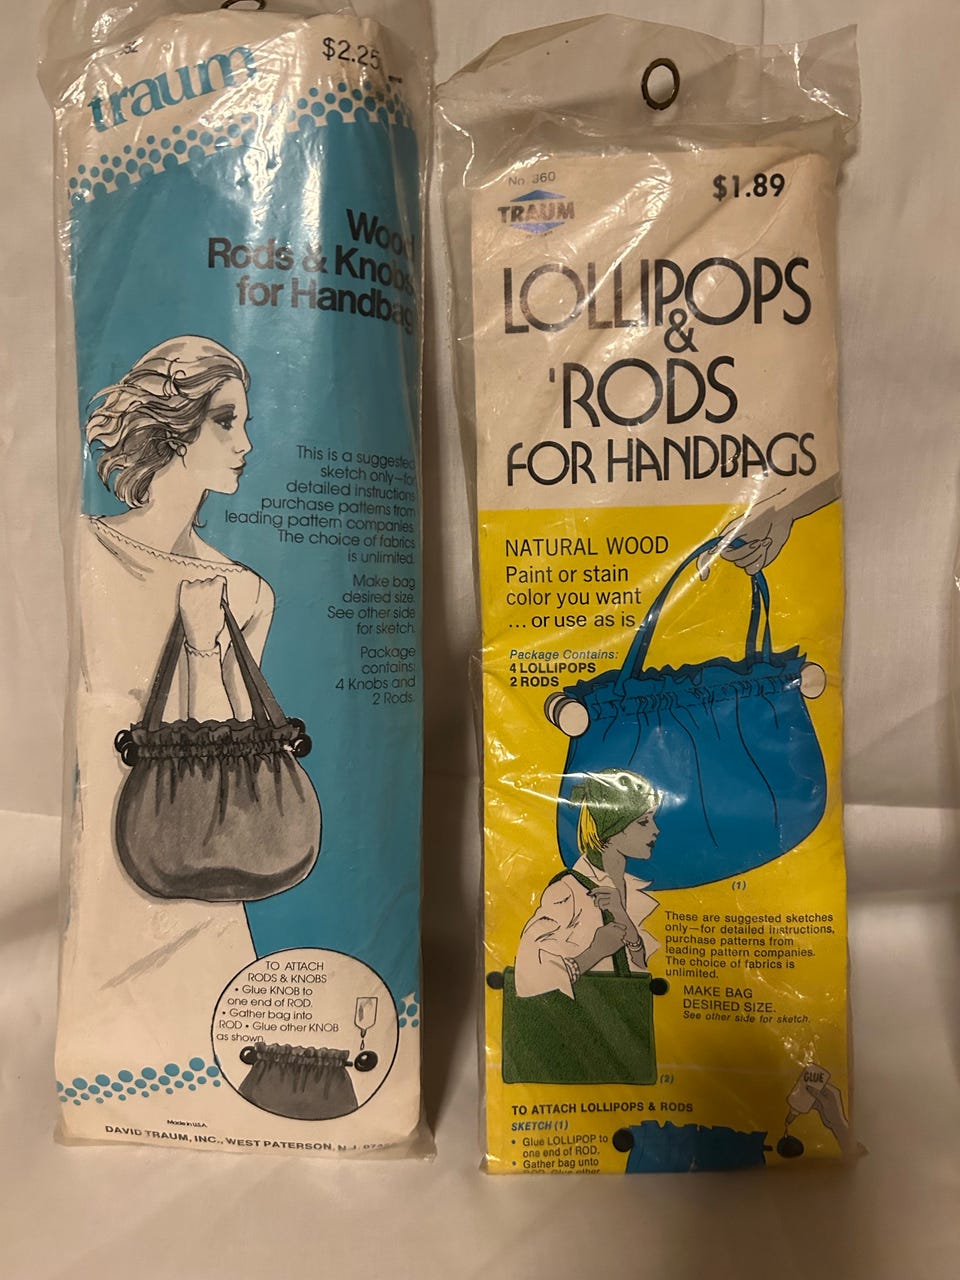 traum
$2.25
Wood
Rods & Knobs
for Handbag
This is a suggested
sketch only—for
detailed instructions
purchase patterns from
leading pattern companies.
The choice of fabrics
is unlimited.
Make bag
desired size.
See other side
for sketch.
Package
contains:
4 Knobs and
2 Rods.
TO ATTACH
RODS & KNOBS
• Glue KNOB to
one end of ROD.
• Gather bag into
ROD • Glue other KNOB
as shown
Made in U.S.A.
DAVID TRAUM, INC., WEST PATERSON, N.J.
No. 360
TRAUM
$1.89
LOLLIPOPS
&
'RODS
FOR HANDBAGS
NATURAL WOOD
Paint or stain
color you want
... or use as is
Package Contains:
4 LOLLIPOPS
2 RODS
(1)
These are suggested sketches
only—for detailed instructions,
purchase patterns from
leading pattern companies.
The choice of fabrics is
unlimited.
MAKE BAG
DESIRED SIZE.
See other side for sketch.
(2)
GLUE
TO ATTACH LOLLIPOPS & RODS
SKETCH (1)
• Glue LOLLIPOP to
one end of ROD.
• Gather bag unto
ROD. Glue other